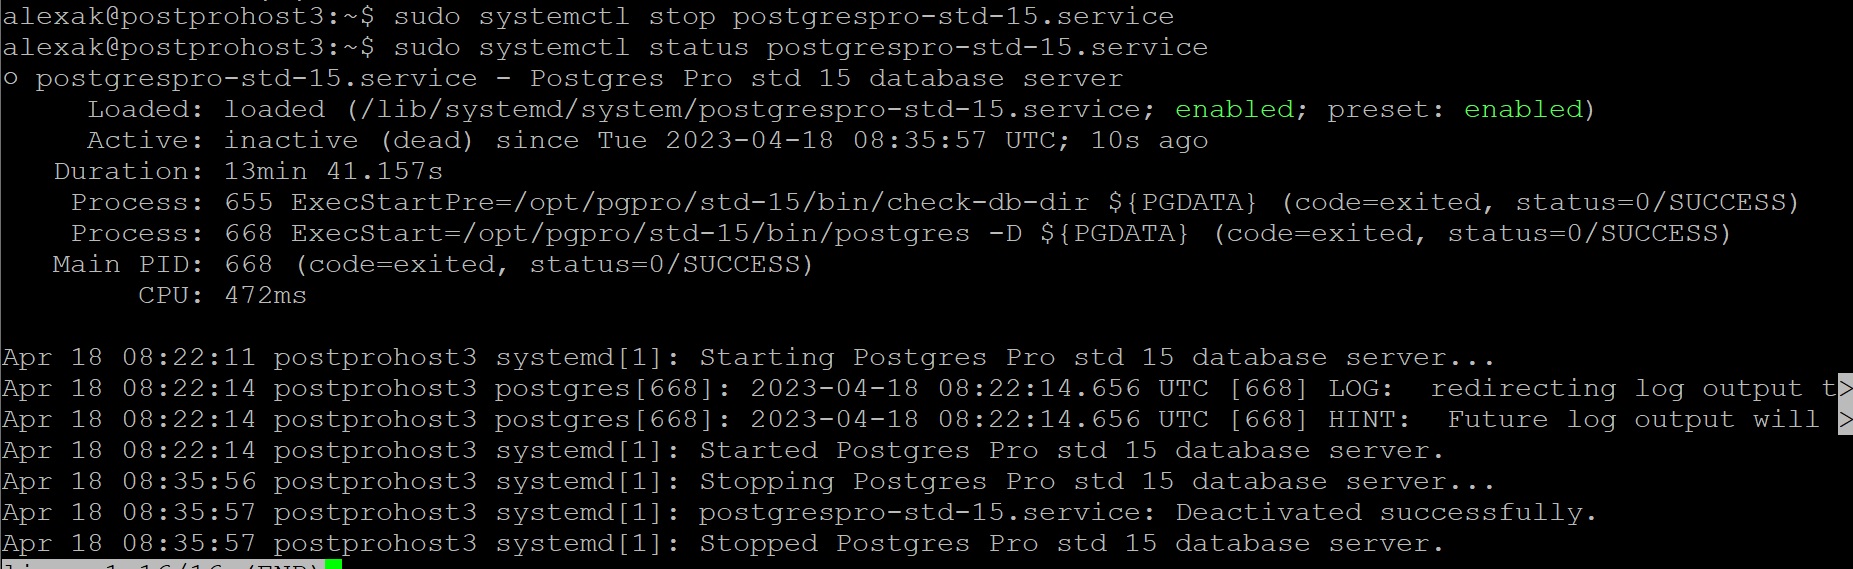 alexak@postprohost3:~$ sudo systemctl stop postgrespro-std-15.service
alexak@postprohost3:~$ sudo systemctl status postgrespro-std-15.service
○ postgrespro-std-15.service - Postgres Pro std 15 database server
Loaded: loaded (/lib/systemd/system/postgrespro-std-15.service; enabled; preset: enabled)
Active: inactive (dead) since Tue 2023-04-18 08:35:57 UTC; 10s ago
Duration: 13min 41.157s
Process: 655 ExecStartPre=/opt/pgpro/std-15/bin/check-db-dir ${PGDATA} (code=exited, status=0/SUCCESS)
Process: 668 ExecStart=/opt/pgpro/std-15/bin/postgres -D ${PGDATA} (code=exited, status=0/SUCCESS)
Main PID: 668 (code=exited, status=0/SUCCESS)
CPU: 472ms
Apr 18 08:22:11 postprohost3 systemd[1]: Starting Postgres Pro std 15 database server...
Apr 18 08:22:14 postprohost3 postgres[668]: 2023-04-18 08:22:14.656 UTC [668] LOG:  redirecting log output t>
Apr 18 08:22:14 postprohost3 postgres[668]: 2023-04-18 08:22:14.656 UTC [668] HINT:  Future log output will >
Apr 18 08:22:14 postprohost3 systemd[1]: Started Postgres Pro std 15 database server.
Apr 18 08:35:56 postprohost3 systemd[1]: Stopping Postgres Pro std 15 database server...
Apr 18 08:35:57 postprohost3 systemd[1]: postgrespro-std-15.service: Deactivated successfully.
Apr 18 08:35:57 postprohost3 systemd[1]: Stopped Postgres Pro std 15 database server.
lines 1-16/16 (END)